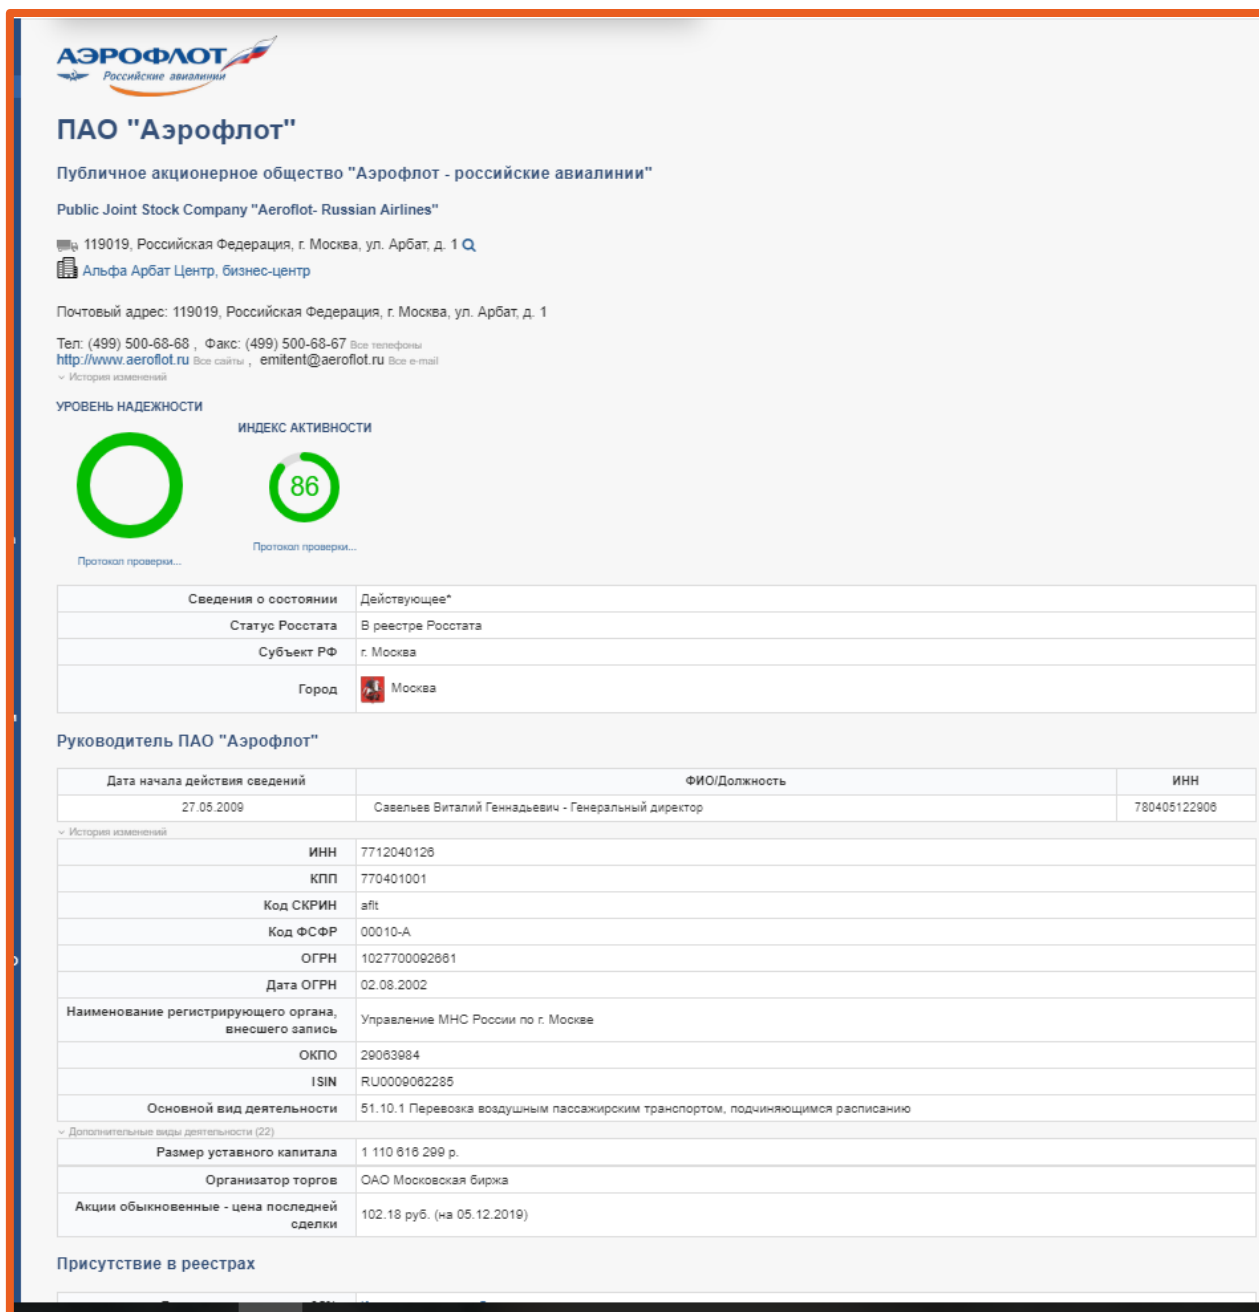 АЭРОФЛОТ
Российские авиалинии
ПАО "Аэрофлот"
Публичное акционерное общество "Аэрофлот - российские авиалинии"
Public Joint Stock Company "Aeroflot- Russian Airlines"
119019, Российская Федерация, г. Москва, ул. Арбат, д. 1
Альфа Арбат Центр, бизнес-центр
Почтовый адрес: 119019, Российская Федерация, г. Москва, ул. Арбат, д. 1
Тел: (499) 500-68-68 , Факс: (499) 500-68-67 Все телефоны
http://www.aeroflot.ru Все сайты , emitent@aeroflot.ru Все e-mail
История изменений
УРОВЕНЬ НАДЕЖНОСТИ
ИНДЕКС АКТИВНОСТИ
86
Протокол проверки...
Протокол проверки...
Сведения о состоянии Действующее*
Статус Росстата В реестре Росстата
Субъект РФ г. Москва
Город Москва
Руководитель ПАО "Аэрофлот"
Дата начала действия сведений ФИО/Должность ИНН
27.05.2009 Савельев Виталий Геннадьевич - Генеральный директор 780405122906
История изменений
ИНН 7712040126
КПП 770401001
Код СКРИН aflt
Код ФСФР 00010-A
ОГРН 1027700092661
Дата ОГРН 02.08.2002
Наименование регистрирующего органа, внесшего запись Управление МНС России по г. Москве
ОКПО 29063984
ISIN RU0009062285
Основной вид деятельности 51.10.1 Перевозка воздушным пассажирским транспортом, подчиняющимся расписанию
Дополнительные виды деятельности (22)
Размер уставного капитала 1 110 616 299 р.
Организатор торгов ОАО Московская биржа
Акции обыкновенные - цена последней сделки 102.18 руб. (на 05.12.2019)
Присутствие в реестрах